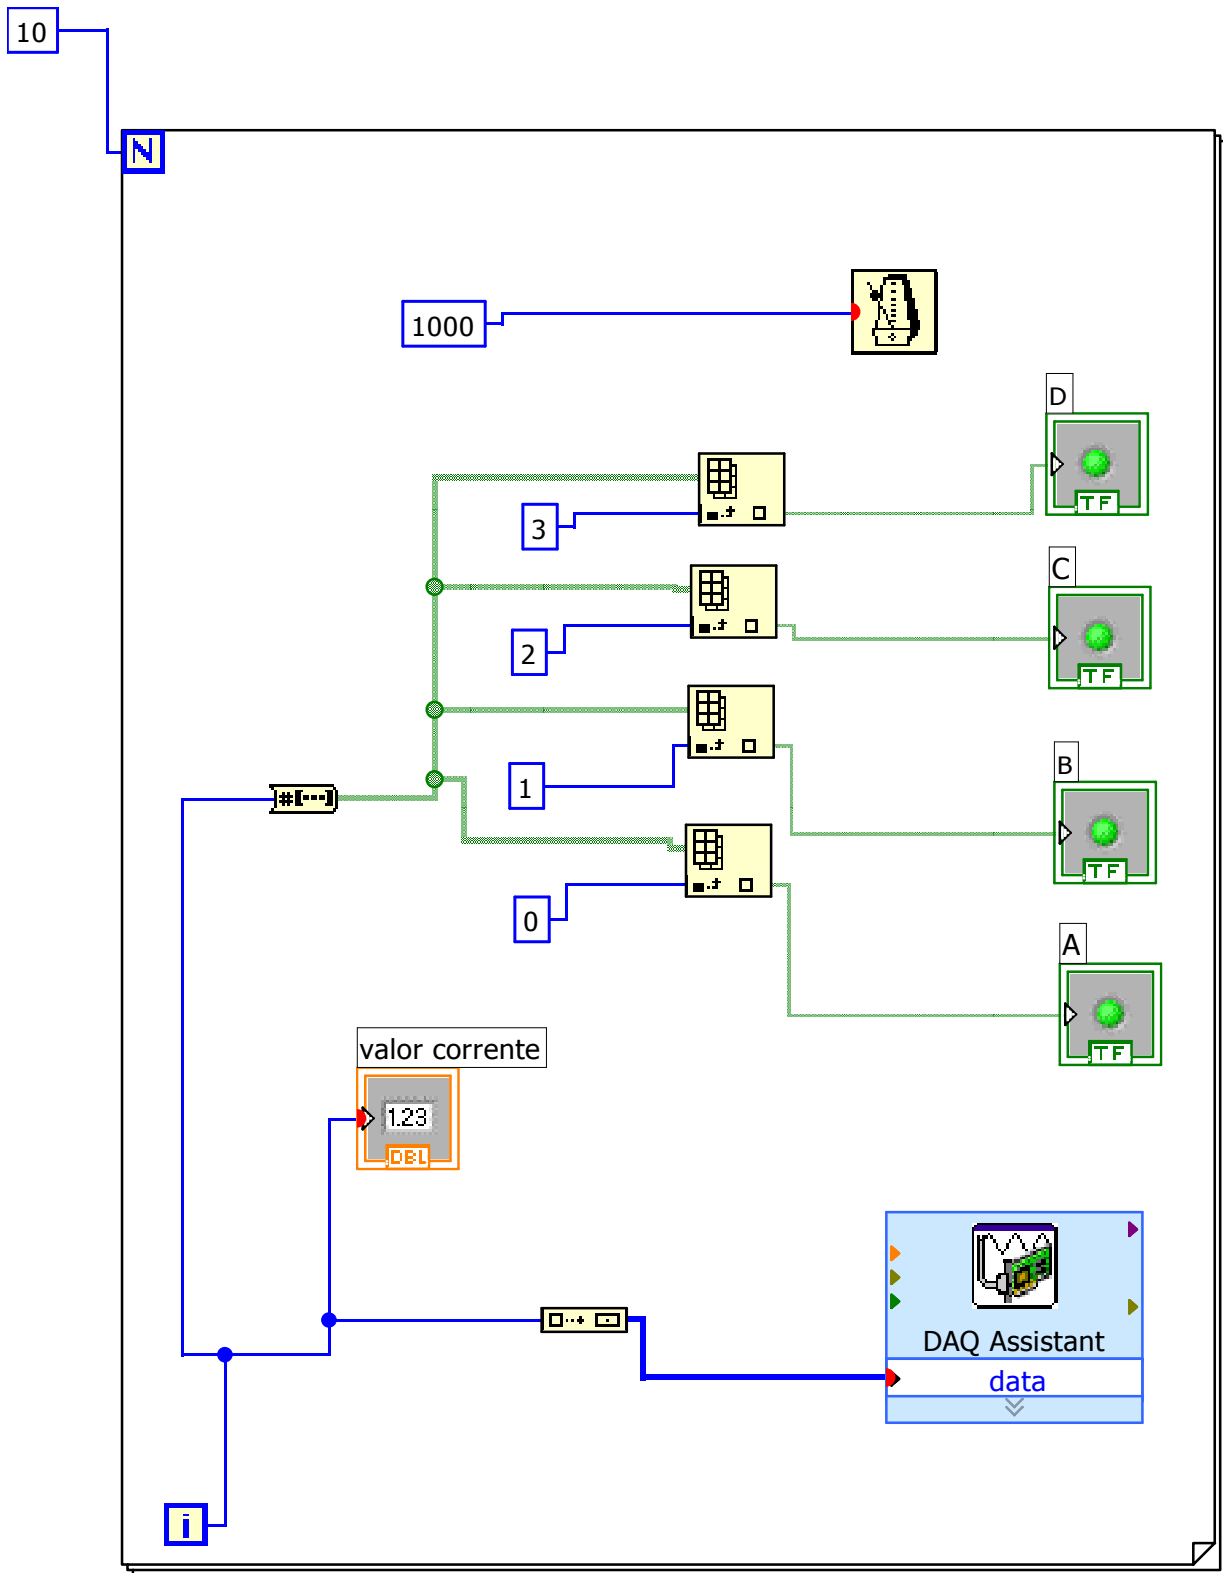 10
N
1000
D
TF
3
C
TF
2
B
TF
1
#[---]
A
TF
0
valor corrente
1.23
DBL
DAQ Assistant
data
i